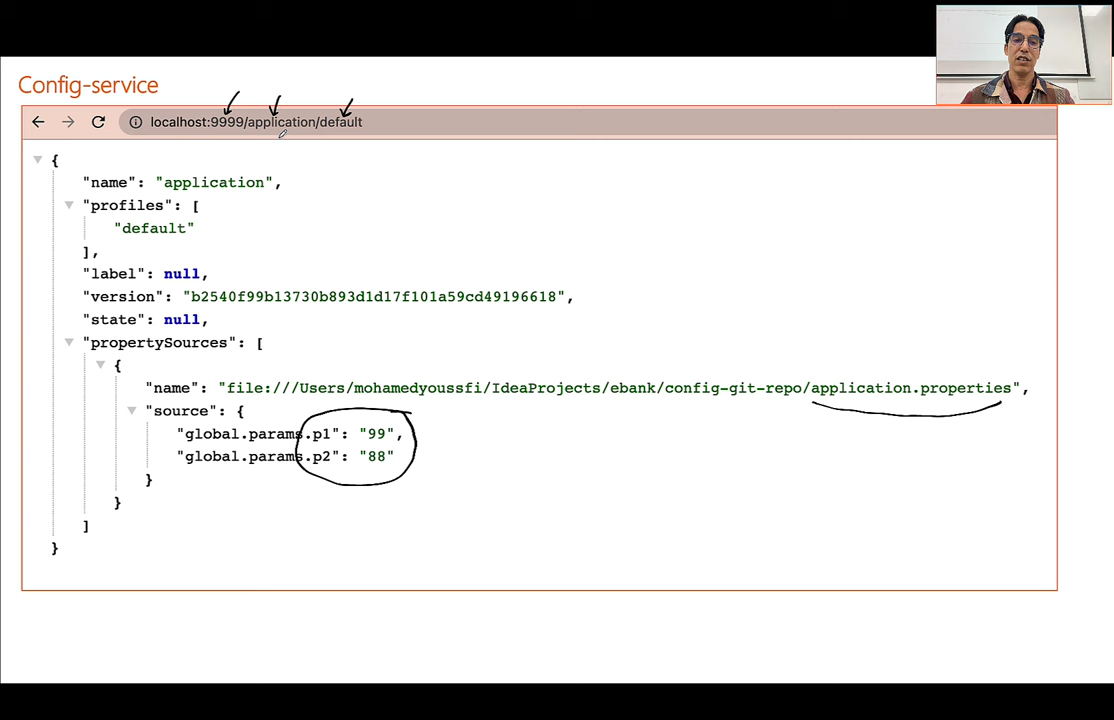 Config-service
localhost:9999/application/default
{
"name": "application",
"profiles": [
"default"
],
"label": null,
"version": "b2540f99b13730b893d1d17f101a59cd49196618",
"state": null,
"propertySources": [
{
"name": "file:///Users/mohamedyoussfi/IdeaProjects/ebank/config-git-repo/application.properties",
"source": {
"global.params.p1": "99",
"global.params.p2": "88"
}
}
]
}